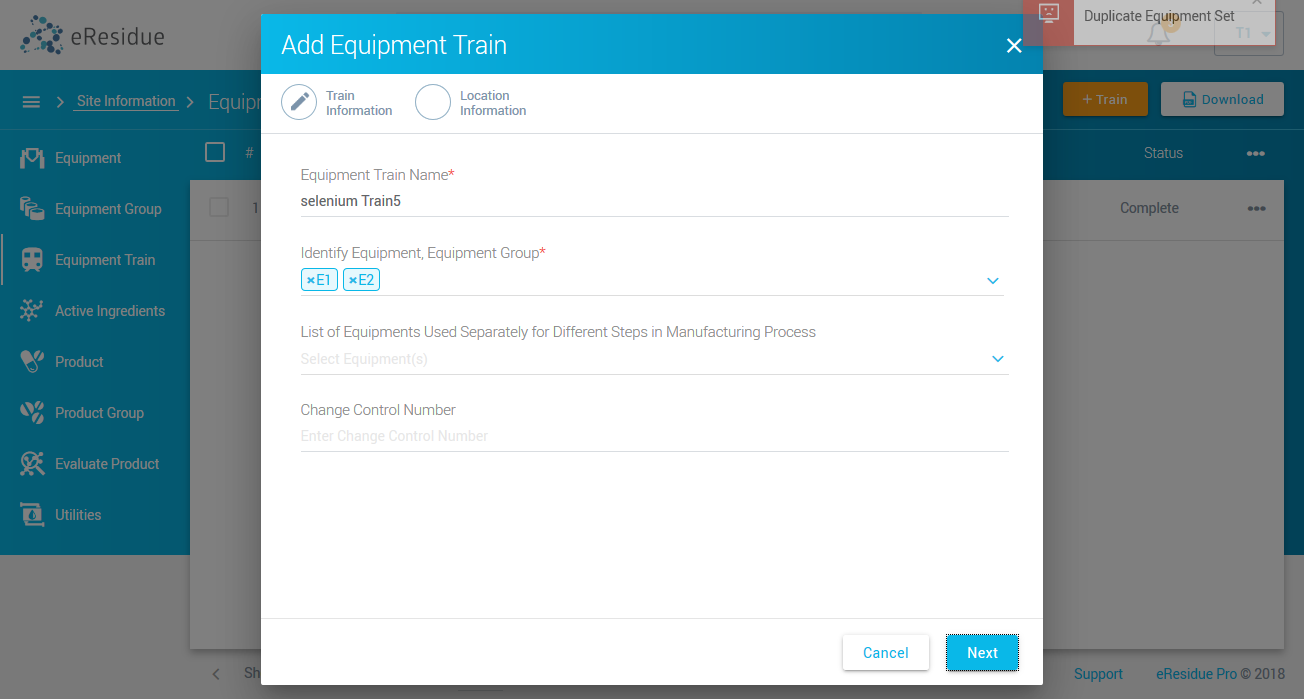 eResidue
Duplicate Equipment Set
T1
Add Equipment Train
Site Information
Train
Information
Location
Information
+ Train
Download
Equipment
#
Status
Equipment Group
1
Complete
Equipment Train
Active Ingredients
Product
Product Group
Evaluate Product
Utilities
Equipment Train Name*
selenium Train5
Identify Equipment, Equipment Group*
×E1 ×E2
List of Equipments Used Separately for Different Steps in Manufacturing Process
Select Equipment(s)
Change Control Number
Enter Change Control Number
Cancel
Next
Support
eResidue Pro © 2018